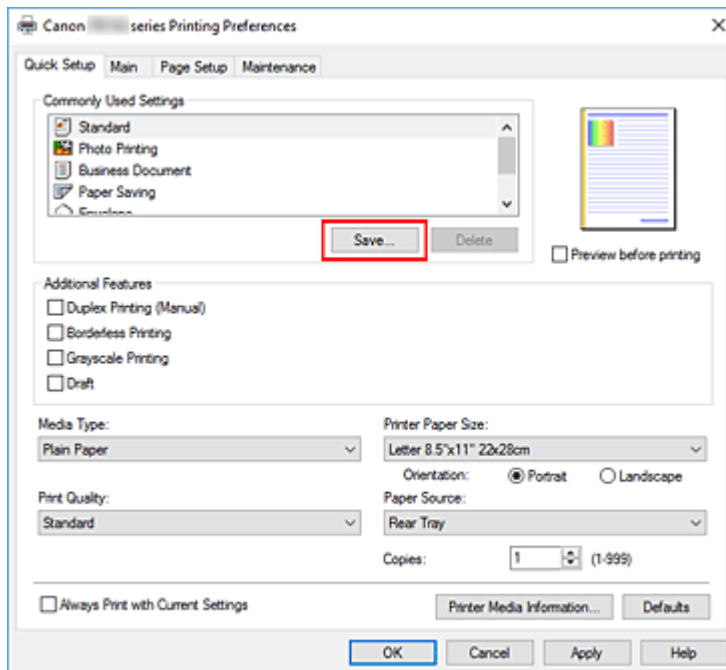 Canon series Printing Preferences
Quick Setup Main Page Setup Maintenance
Commonly Used Settings
Standard
Photo Printing
Business Document
Paper Saving
Envelope
Save... Delete
Preview before printing
Additional Features
Duplex Printing (Manual)
Borderless Printing
Grayscale Printing
Draft
Media Type:
Plain Paper
Printer Paper Size:
Letter 8.5"x11" 22x28cm
Orientation: Portrait Landscape
Print Quality:
Standard
Paper Source:
Rear Tray
Copies: 1 (1-999)
Always Print with Current Settings
Printer Media Information... Defaults
OK Cancel Apply Help